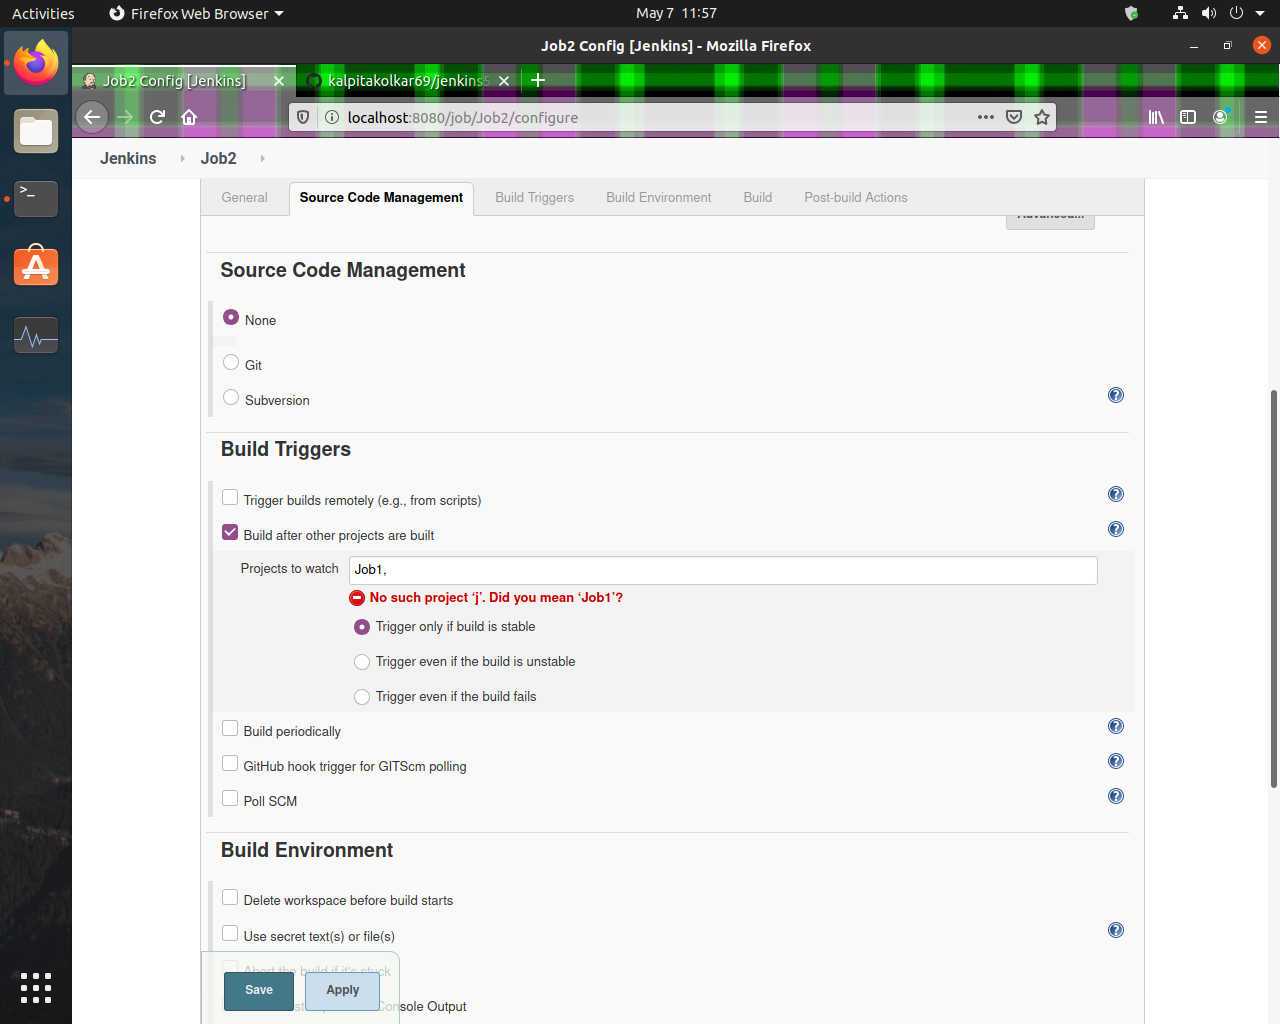 Activities
Firefox Web Browser
May 7 11:57
Job2 Config [Jenkins] - Mozilla Firefox
Job2 Config [Jenkins]
kalpitakolkar69/jenkins
localhost:8080/job/Job2/configure
Jenkins
Job2
General
Source Code Management
Build Triggers
Build Environment
Build
Post-build Actions
Advanced...
Source Code Management
None
Git
Subversion
Build Triggers
Trigger builds remotely (e.g., from scripts)
Build after other projects are built
Projects to watch
Job1,
No such project ‘j’. Did you mean ‘Job1’?
Trigger only if build is stable
Trigger even if the build is unstable
Trigger even if the build fails
Build periodically
GitHub hook trigger for GITScm polling
Poll SCM
Build Environment
Delete workspace before build starts
Use secret text(s) or file(s)
Abort the build if it's stuck
Console Output
Save
Apply